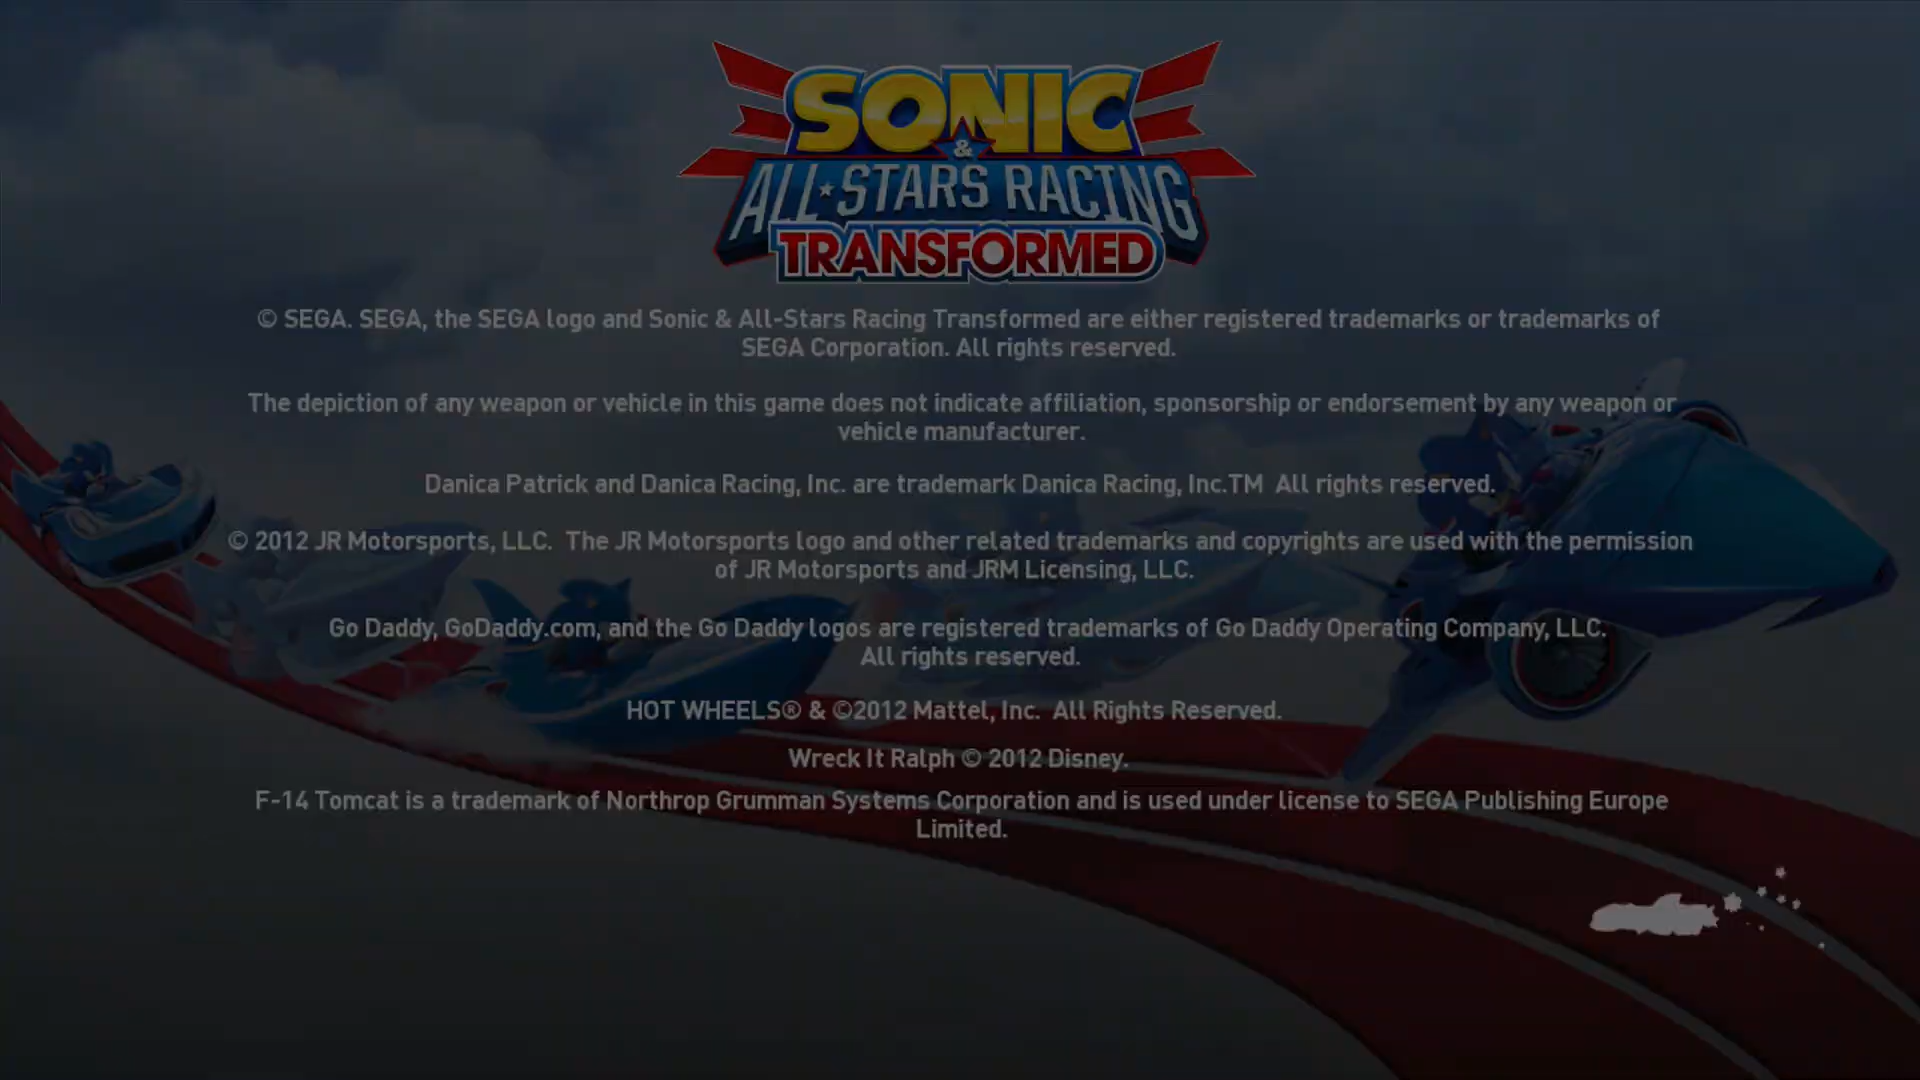 SONIC
&
ALL★STARS RACING
TRANSFORMED
© SEGA. SEGA, the SEGA logo and Sonic & All-Stars Racing Transformed are either registered trademarks or trademarks of
SEGA Corporation. All rights reserved.
The depiction of any weapon or vehicle in this game does not indicate affiliation, sponsorship or endorsement by any weapon or
vehicle manufacturer.
Danica Patrick and Danica Racing, Inc. are trademark Danica Racing, Inc.TM  All rights reserved.
© 2012 JR Motorsports, LLC.  The JR Motorsports logo and other related trademarks and copyrights are used with the permission
of JR Motorsports and JRM Licensing, LLC.
Go Daddy, GoDaddy.com, and the Go Daddy logos are registered trademarks of Go Daddy Operating Company, LLC.
All rights reserved.
HOT WHEELS® & ©2012 Mattel, Inc.  All Rights Reserved.
Wreck It Ralph © 2012 Disney.
F-14 Tomcat is a trademark of Northrop Grumman Systems Corporation and is used under license to SEGA Publishing Europe
Limited.